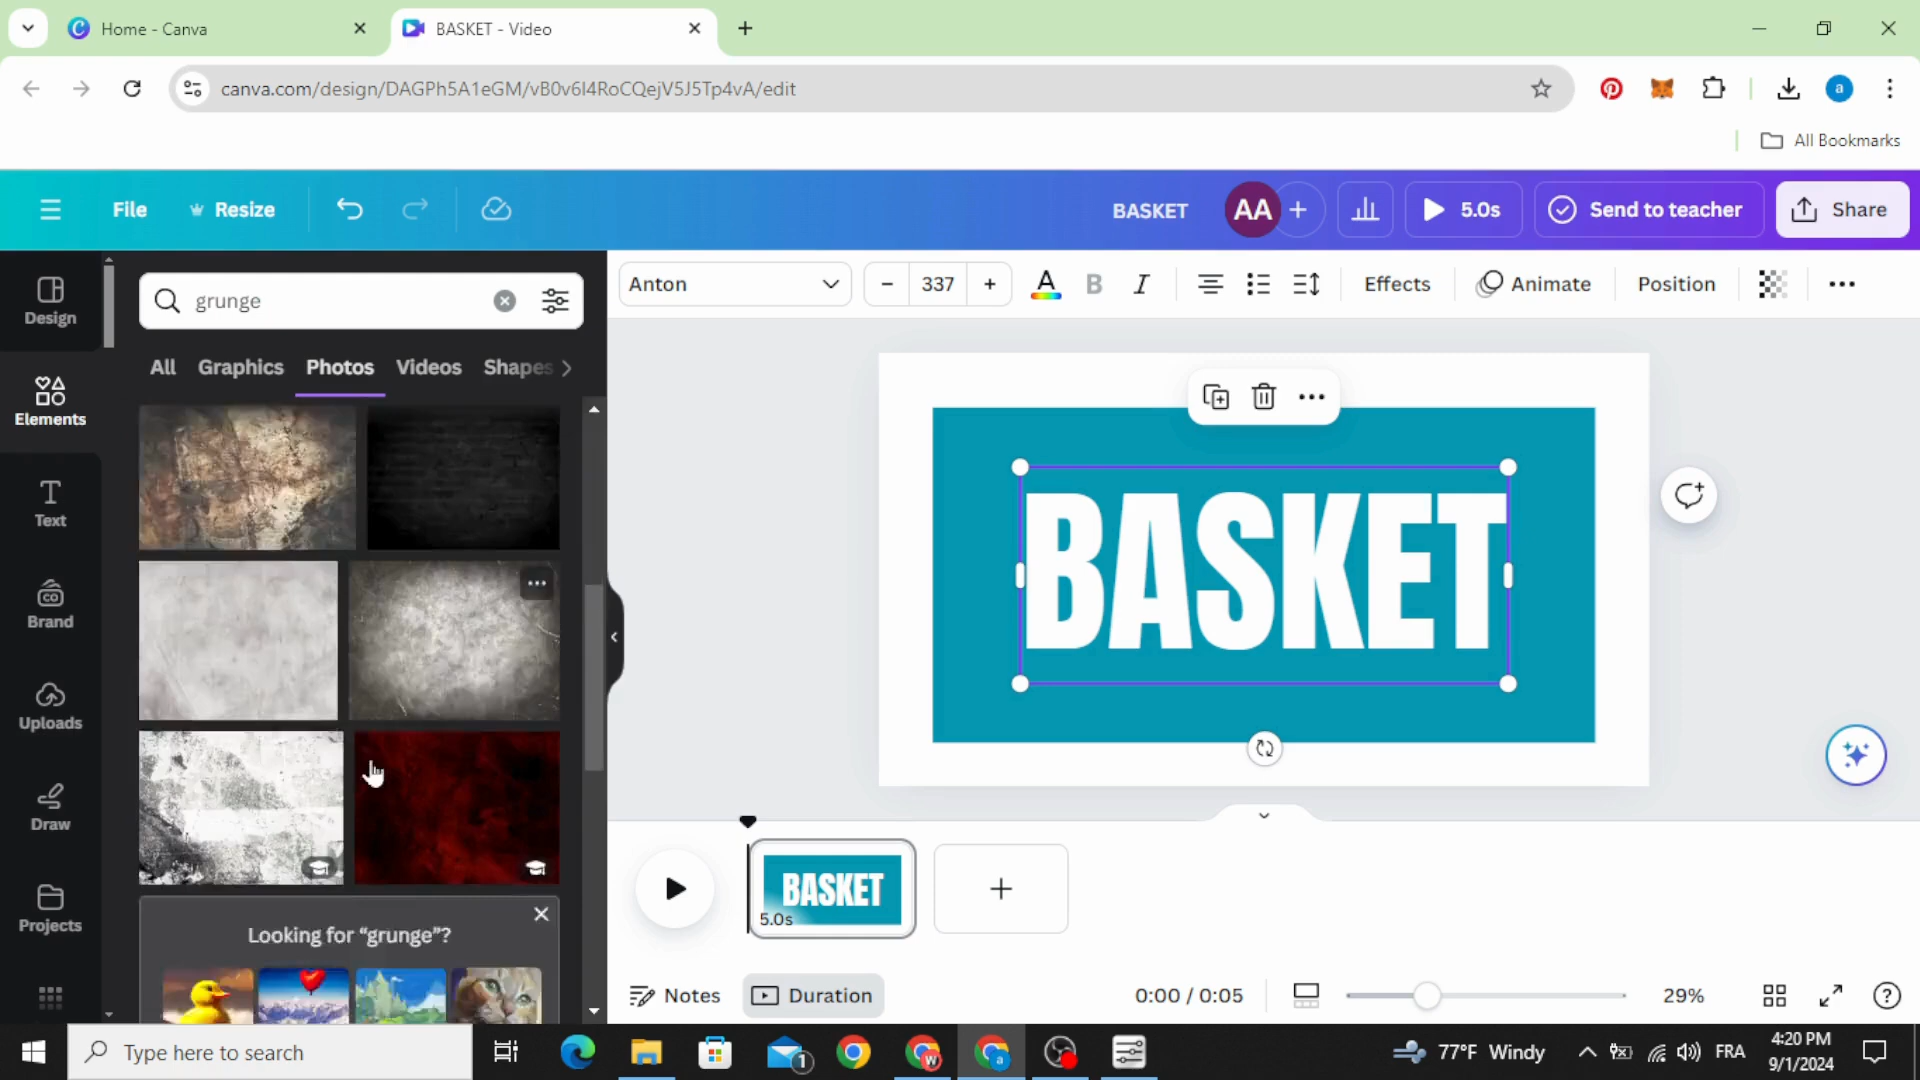 Home - Canva
BASKET - Video
canva.com/design/DAGPh5A1eGM/vB0v6I4RoCQejV5J5Tp4vA/edit
a
All Bookmarks
File
Resize
BASKET
AA
5.0s
Send to teacher
Share
Design
Elements
Text
Brand
Uploads
Draw
Projects
grunge
All
Graphics
Photos
Videos
Shapes
Looking for “grunge”?
Anton
337
Effects
Animate
Position
BASKET
BASKET
5.0s
Notes
Duration
0:00 / 0:05
29%
Type here to search
1
77°F Windy
FRA
4:20 PM
9/1/2024